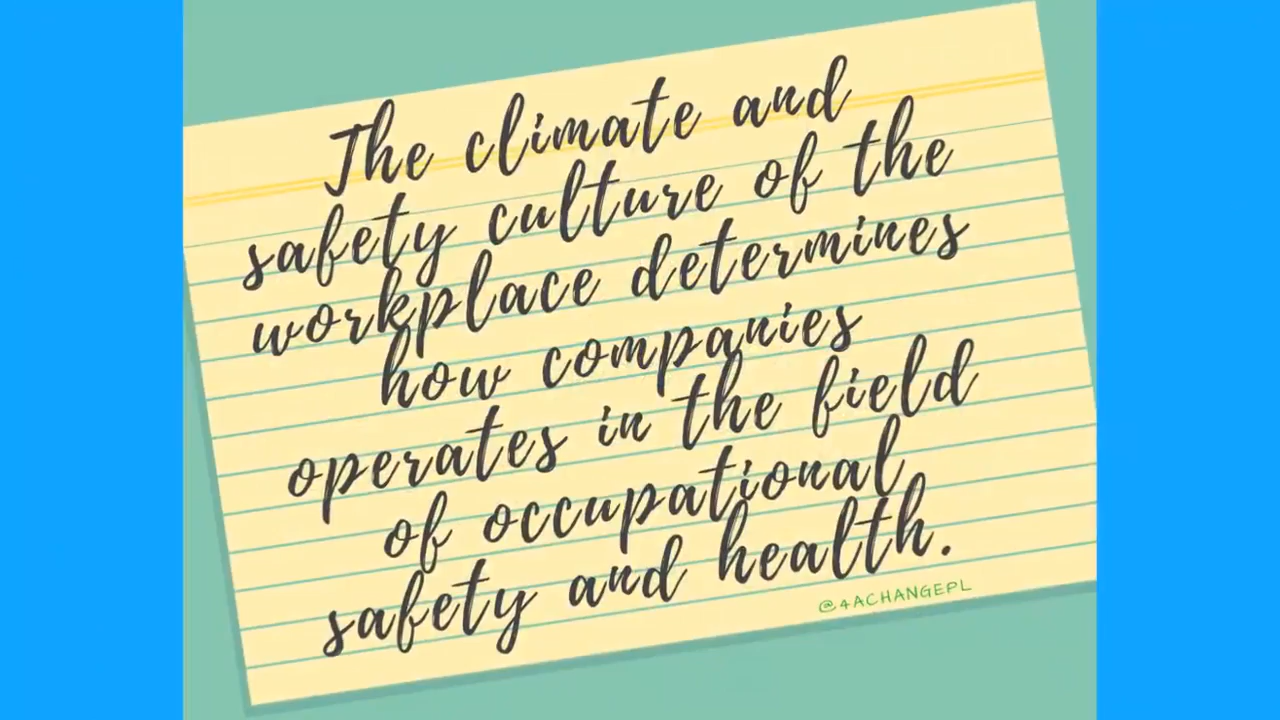 The climate and
safety culture of the
workplace determines
how companies
operates in the field
of occupational
safety and health.
@4ACHANGEPL